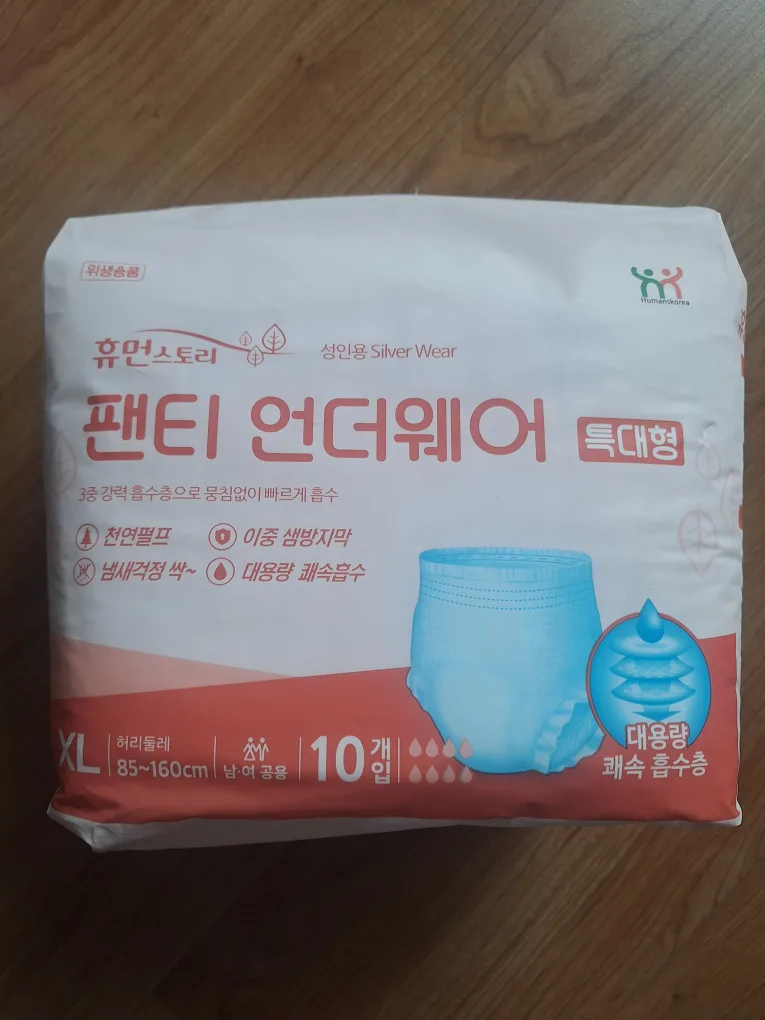 위생용품
Humanskorea
휴먼스토리
성인용 Silver Wear
팬티 언더웨어 특대형
3중 강력 흡수층으로 뭉침없이 빠르게 흡수
천연펄프
이중 샘방지막
냄새걱정 싹~
대용량 쾌속흡수
대용량
쾌속 흡수층
XL
허리둘레
85~160cm
남·여 공용
10개입